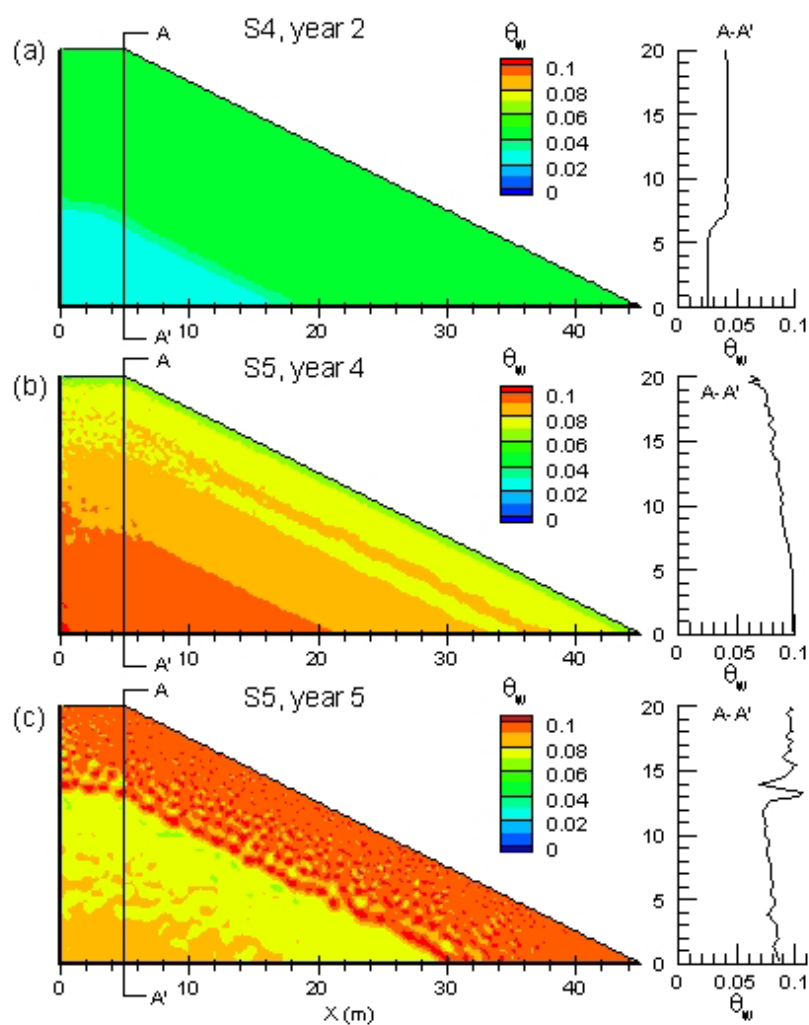 (a)
A
S4, year 2
θw
0.1
0.08
0.06
0.04
0.02
0
A-A'
20
15
10
5
0
0 10 20 30 40
A'
0 0.05 0.1
θw
(b)
A
S5, year 4
θw
0.1
0.08
0.06
0.04
0.02
0
A-A'
20
15
10
5
0
0 10 20 30 40
A'
0 0.05 0.1
θw
(c)
A
S5, year 5
θw
0.1
0.08
0.06
0.04
0.02
0
A-A'
20
15
10
5
0
0 10 20 30 40
A'
X (m)
0 0.05 0.1
θw